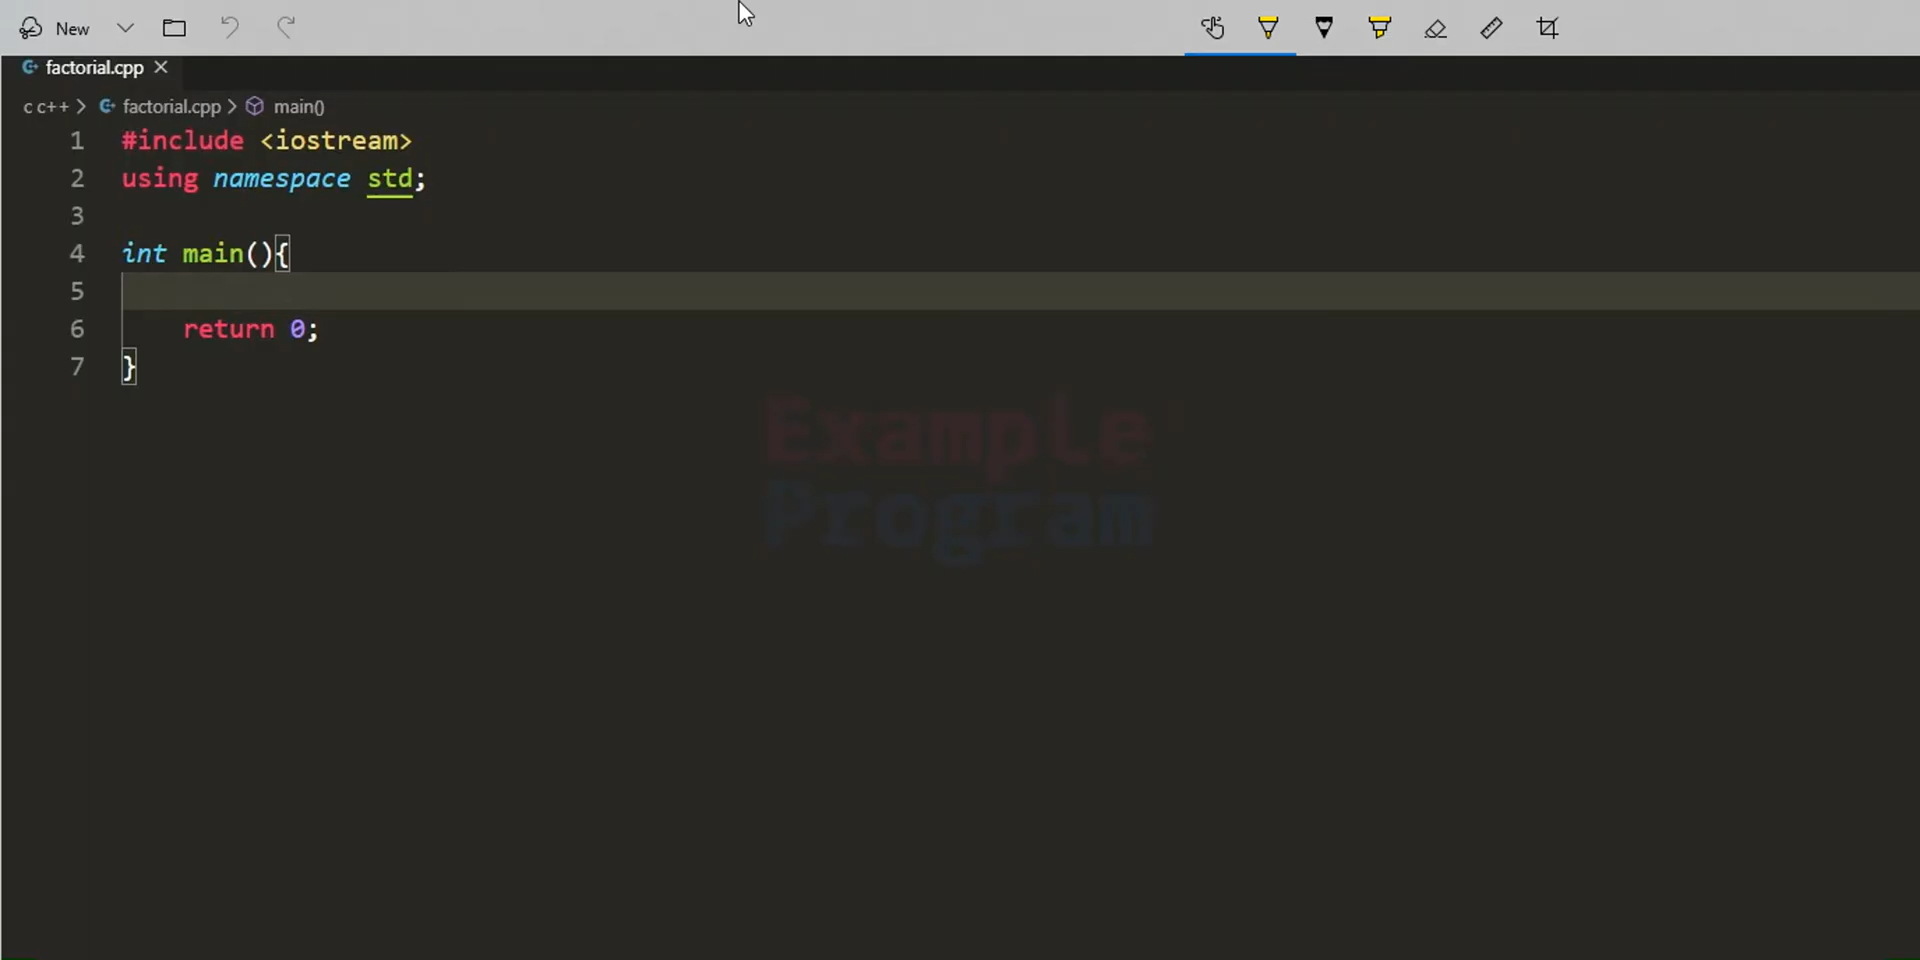 New
factorial.cpp
c c++ > factorial.cpp > main()
1 #include <iostream>
2 using namespace std;
3
4 int main(){
5
6 return 0;
7 }
Example
Program